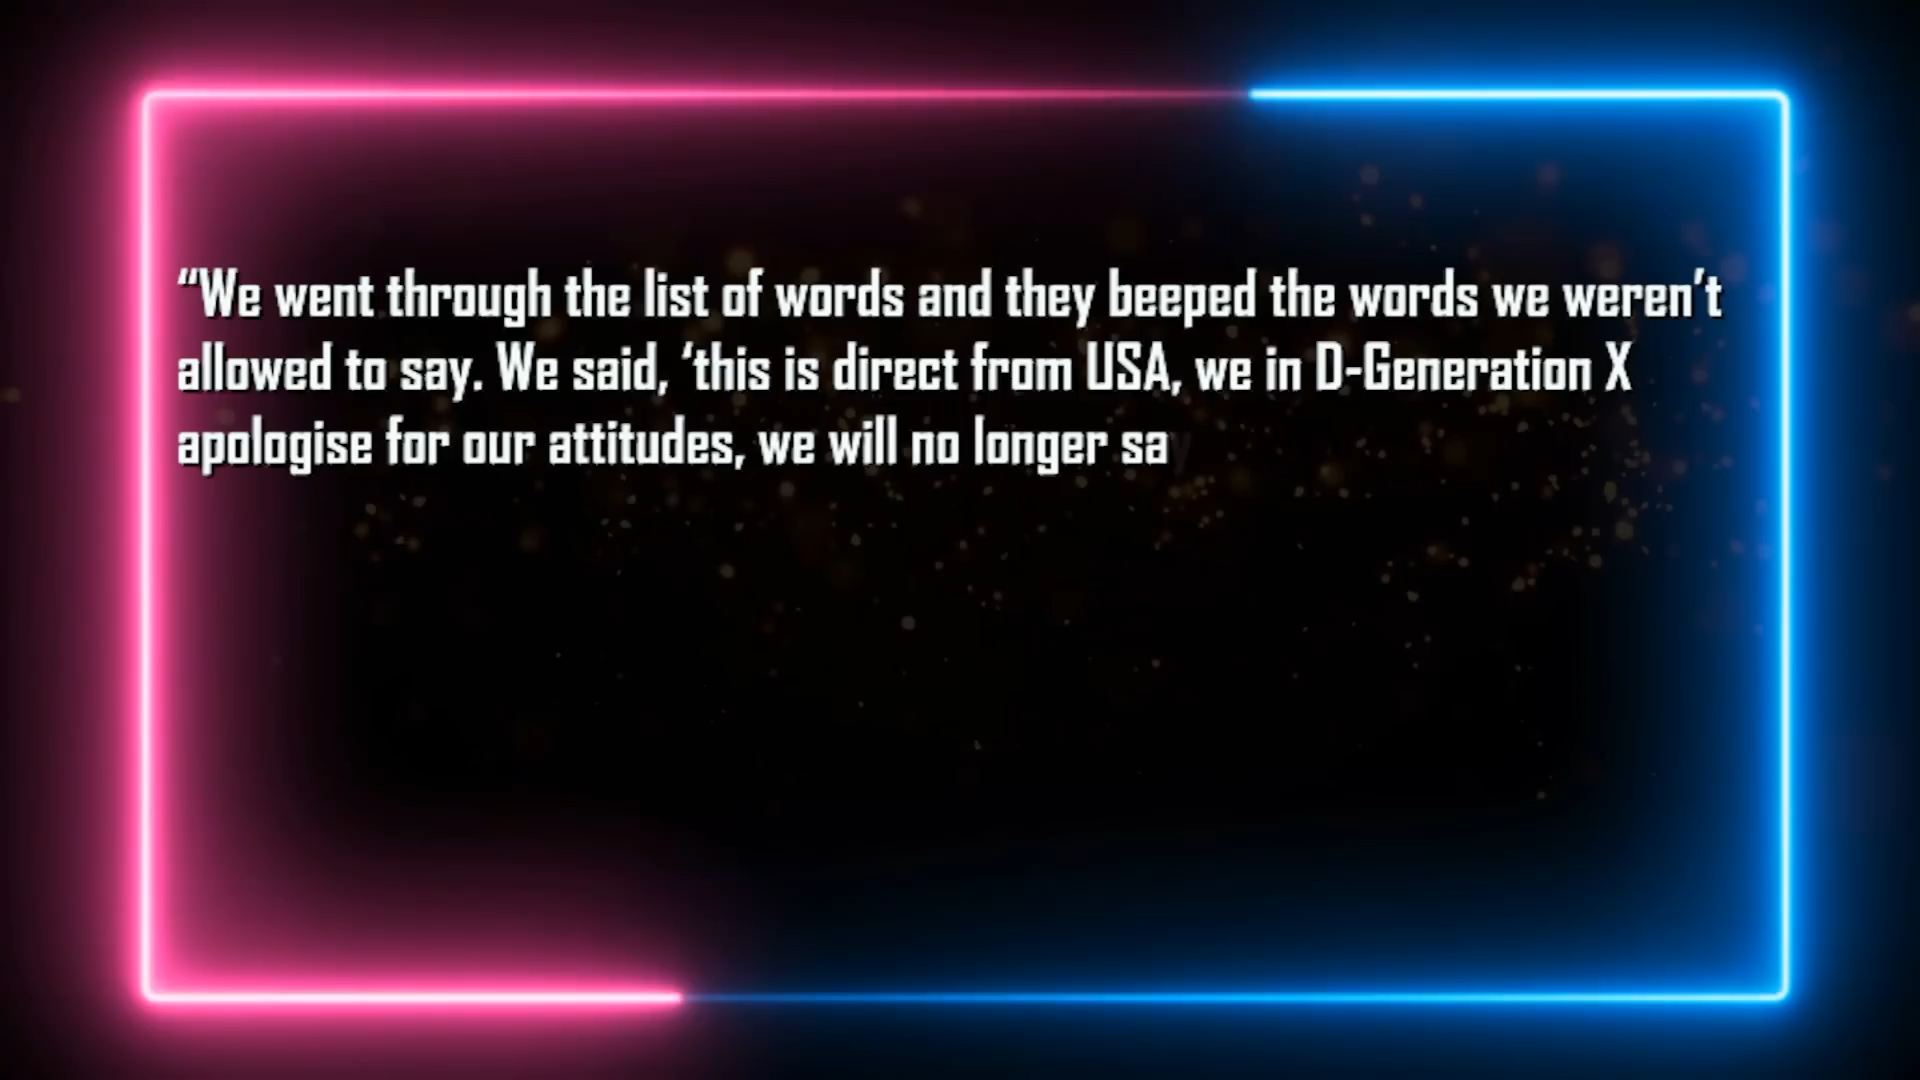 “We went through the list of words and they beeped the words we weren’t
allowed to say. We said, ‘this is direct from USA, we in D-Generation X
apologise for our attitudes, we will no longer say